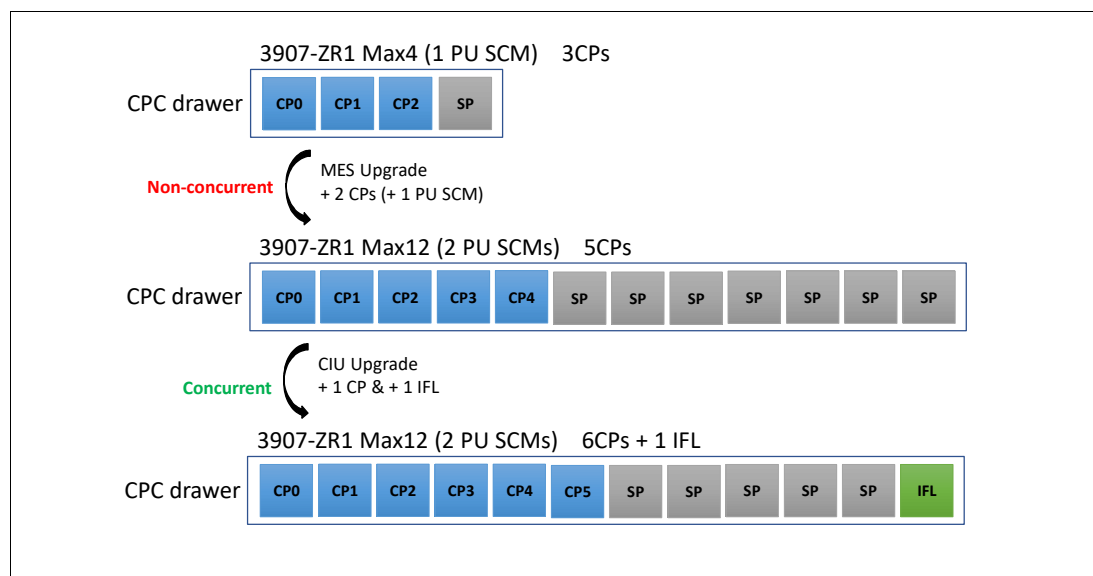 3907-ZR1 Max4 (1 PU SCM) 3CPs
CPC drawer CP0 CP1 CP2 SP
Non-concurrent
MES Upgrade
+ 2 CPs (+ 1 PU SCM)
3907-ZR1 Max12 (2 PU SCMs) 5CPs
CPC drawer CP0 CP1 CP2 CP3 CP4 SP SP SP SP SP SP SP
Concurrent
CIU Upgrade
+ 1 CP & + 1 IFL
3907-ZR1 Max12 (2 PU SCMs) 6CPs + 1 IFL
CPC drawer CP0 CP1 CP2 CP3 CP4 CP5 SP SP SP SP SP IFL